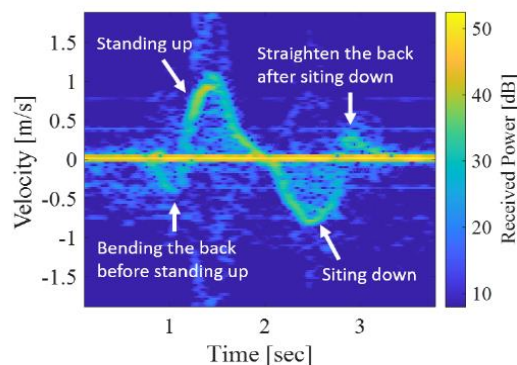 Standing up
Straighten the back
after siting down
Bending the back
before standing up
Siting down
Velocity [m/s]
1.5
1
0.5
0
-0.5
-1
-1.5
1
2
3
Time [sec]
50
40
30
20
10
Received Power [dB]